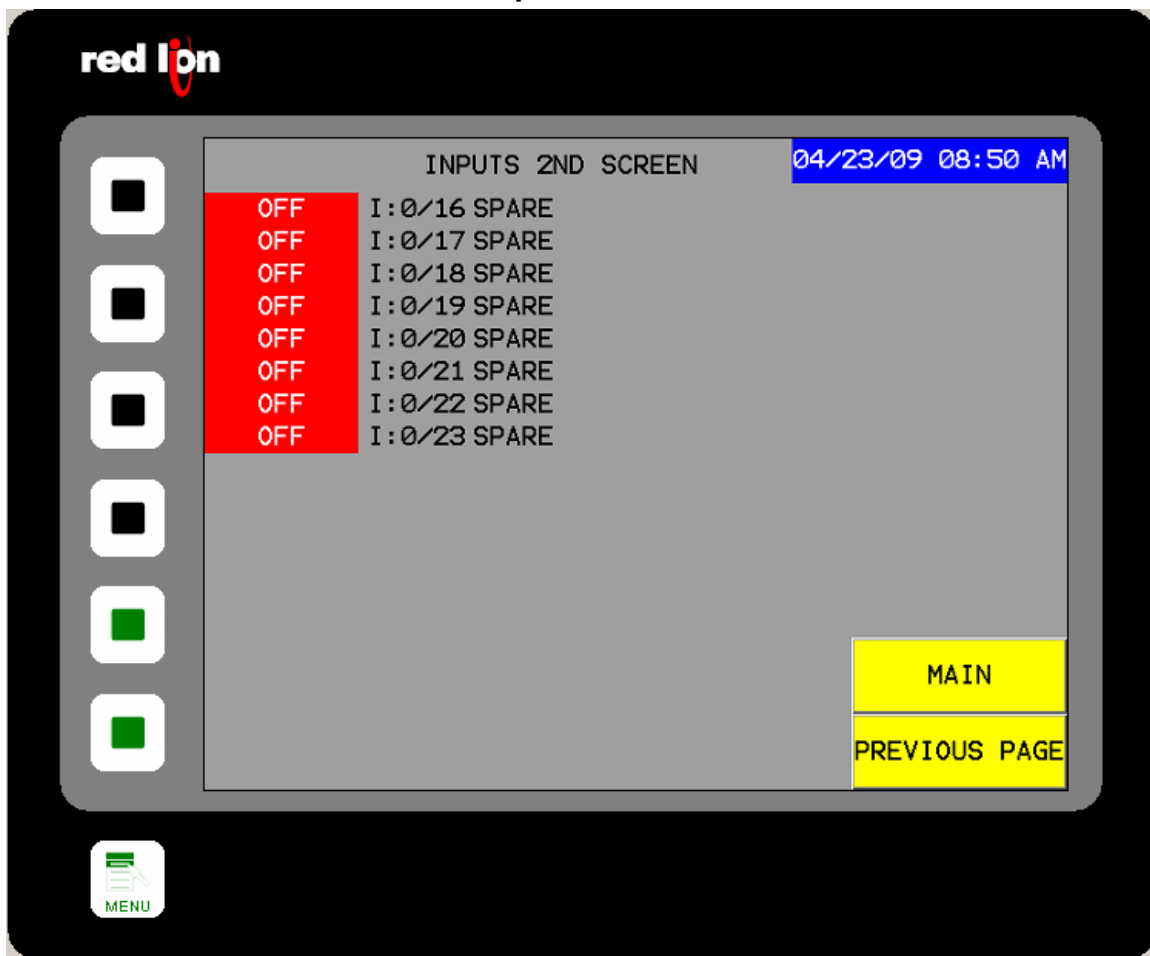 red lion
INPUTS 2ND SCREEN
04/23/09 08:50 AM
OFF I:0/16 SPARE
OFF I:0/17 SPARE
OFF I:0/18 SPARE
OFF I:0/19 SPARE
OFF I:0/20 SPARE
OFF I:0/21 SPARE
OFF I:0/22 SPARE
OFF I:0/23 SPARE
MAIN
PREVIOUS PAGE
MENU